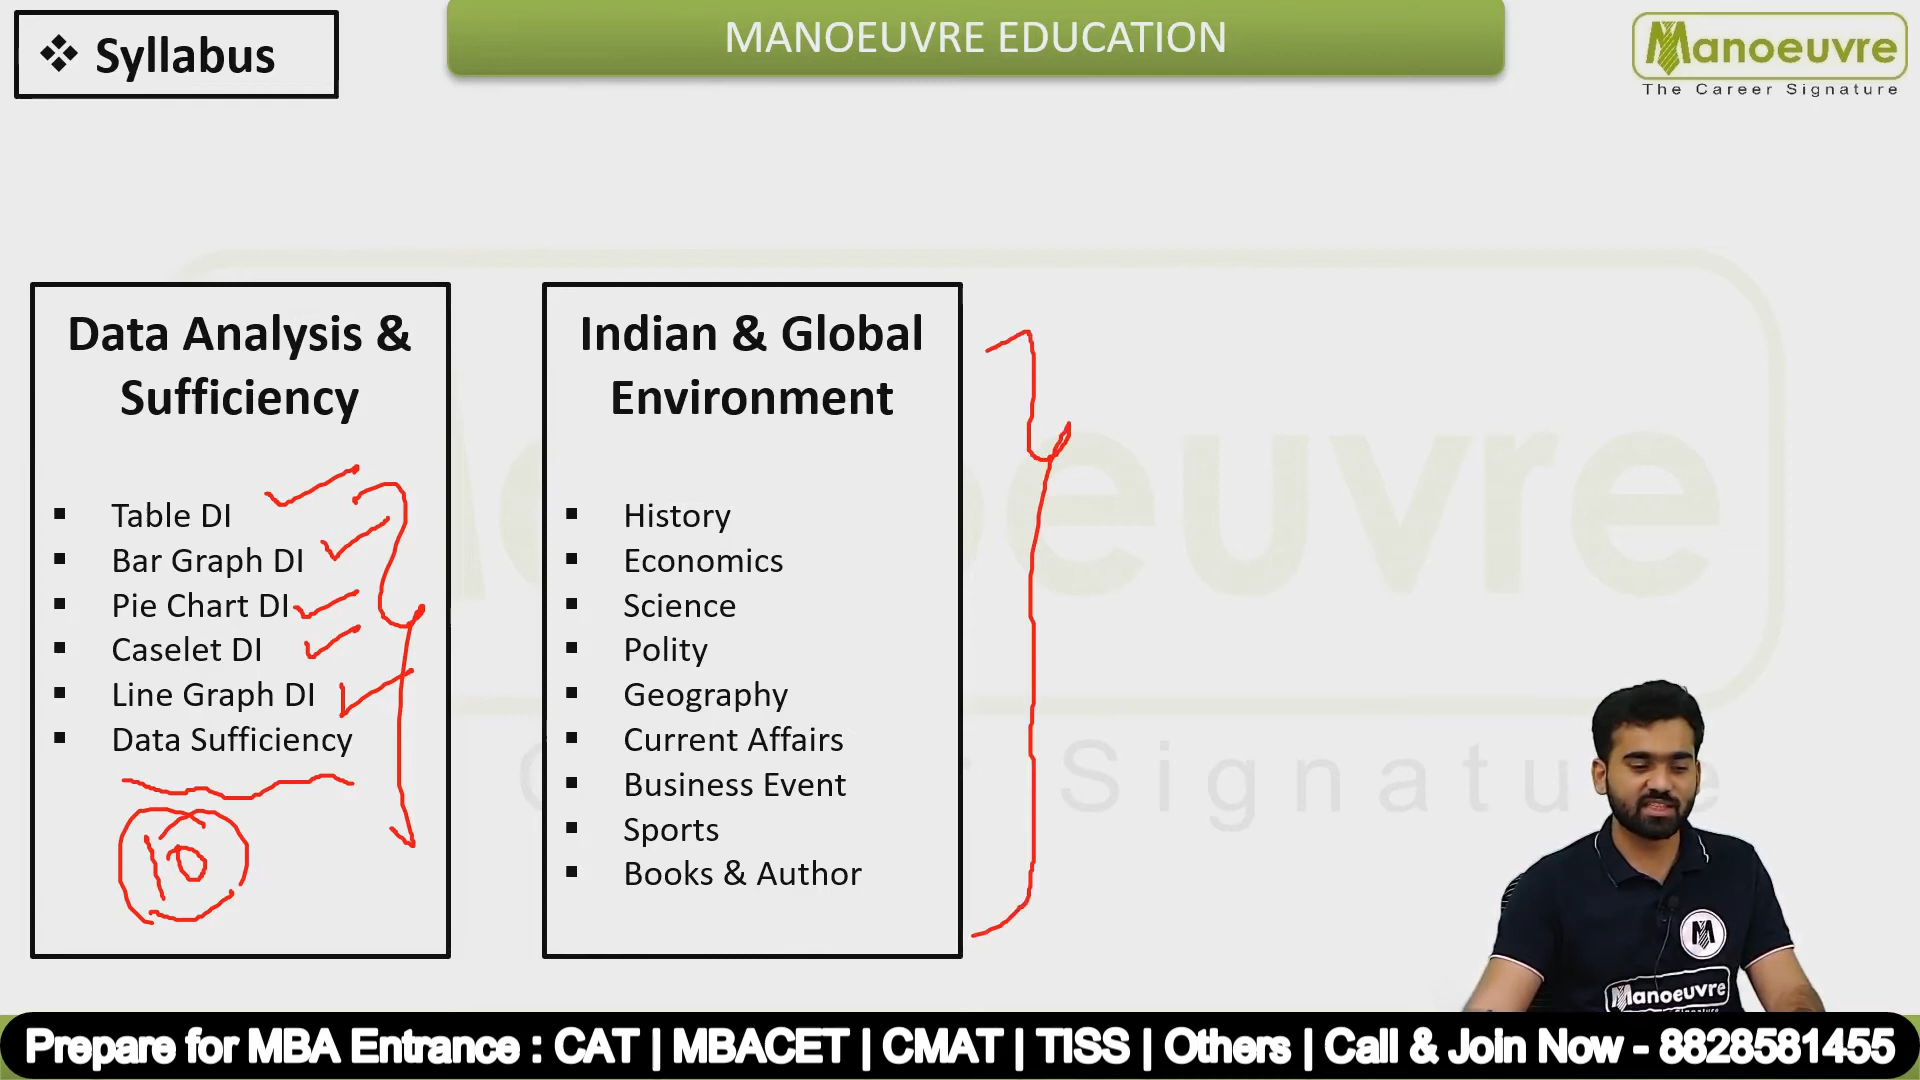 ❖ Syllabus
MANOEUVRE EDUCATION
Manoeuvre
The Career Signature
Data Analysis &
Sufficiency
▪ Table DI
▪ Bar Graph DI
▪ Pie Chart DI
▪ Caselet DI
▪ Line Graph DI
▪ Data Sufficiency
10
Indian & Global
Environment
▪ History
▪ Economics
▪ Science
▪ Polity
▪ Geography
▪ Current Affairs
▪ Business Event
▪ Sports
▪ Books & Author
M
Manoeuvre
Prepare for MBA Entrance : CAT | MBACET | CMAT | TISS | Others | Call & Join Now - 8828581455